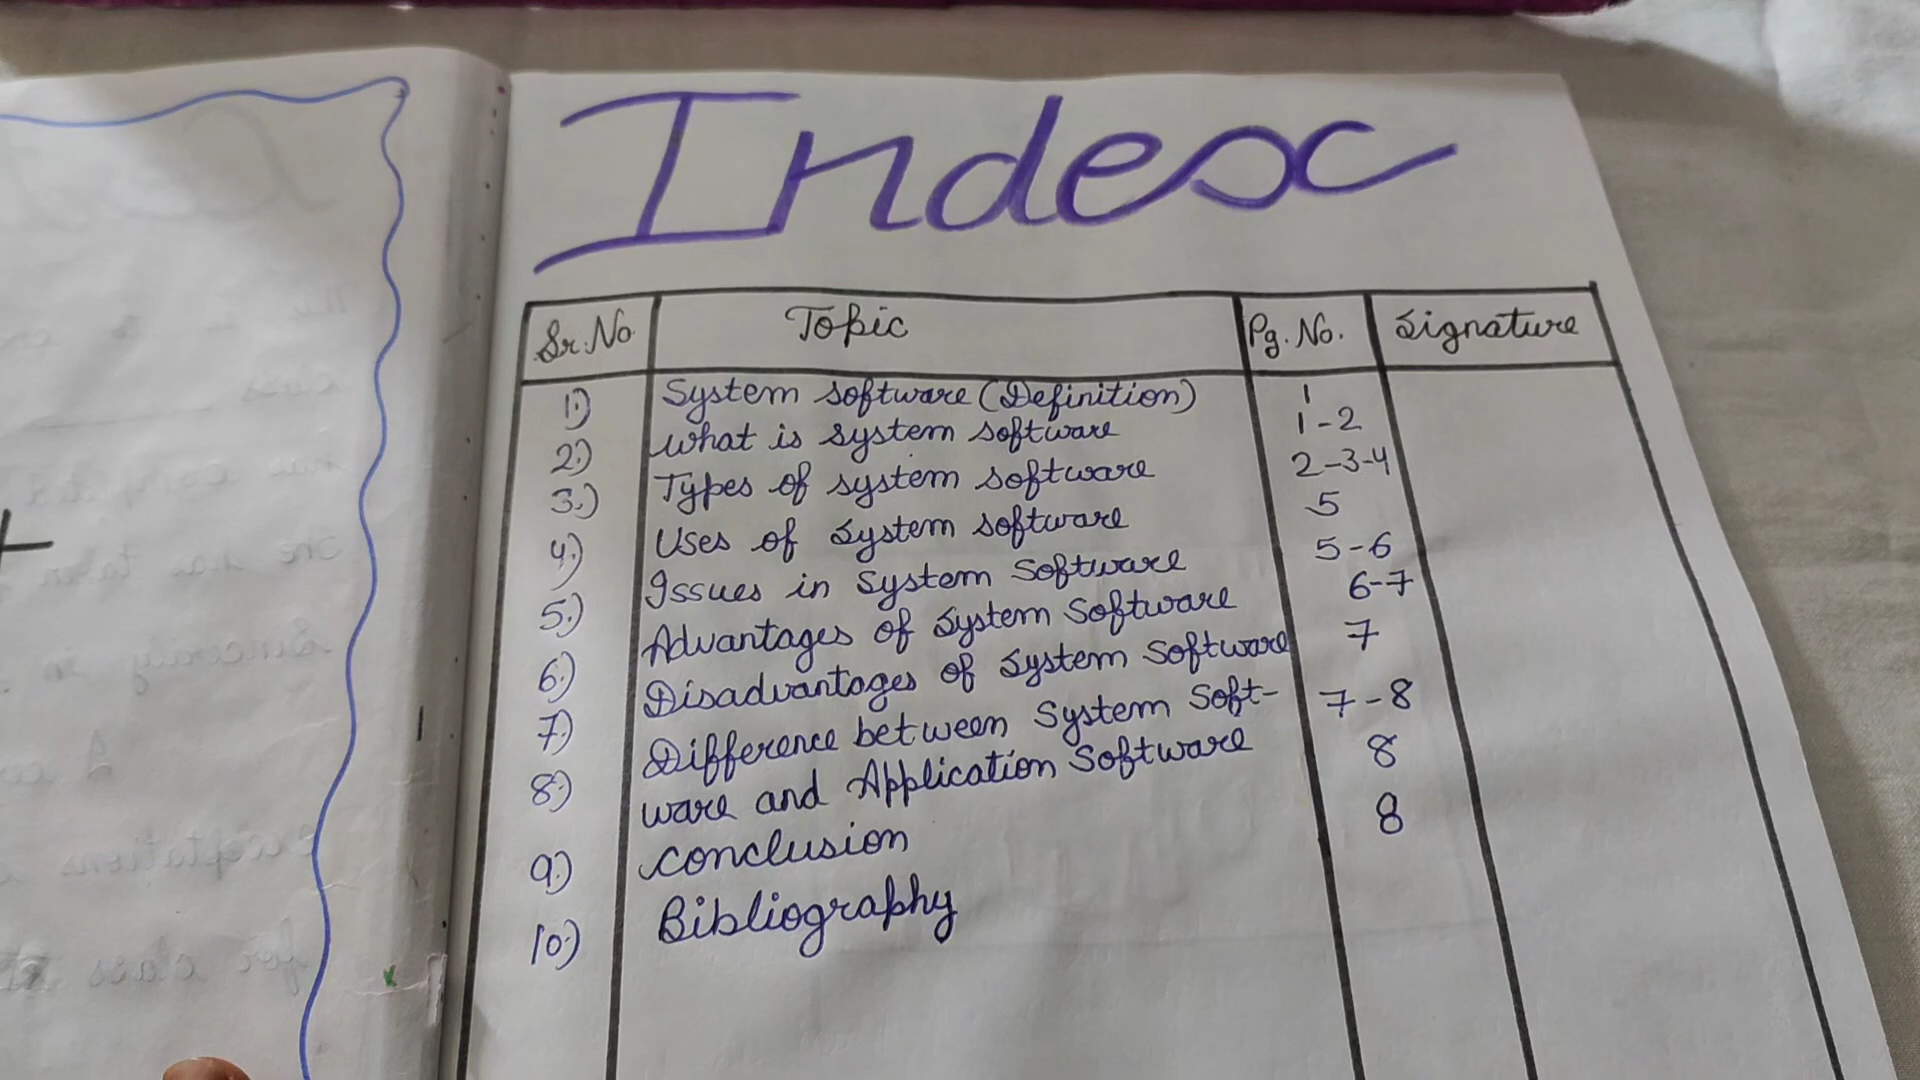 Index
Sr. No. Topic Pg. No. Signature
1.) System software (Definition) 1
2.) what is system software 1-2
3.) Types of system software 2-3-4
4.) Uses of system software 5
5.) Issues in System Software 5-6
6.) Advantages of System Software 6-7
7.) Disadvantages of System Software 7
8.) Difference between System Soft- 7-8
ware and Application Software
9.) conclusion 8
10.) Bibliography 8